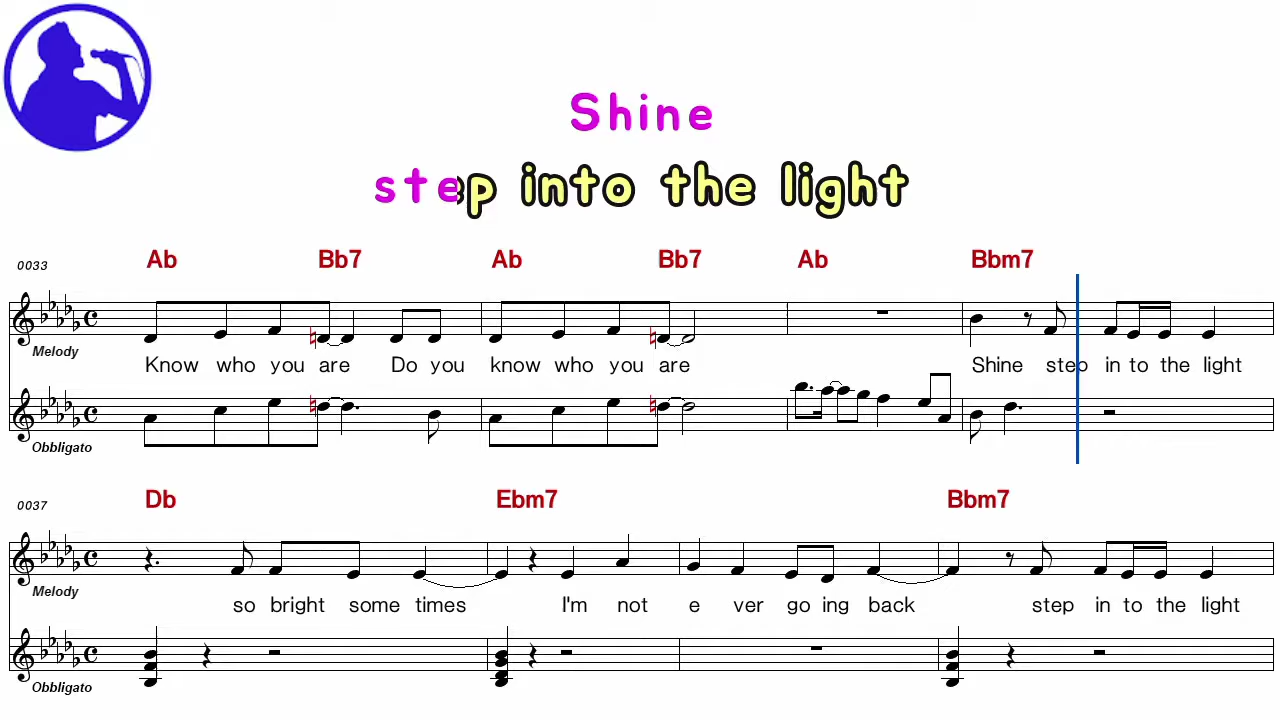 Shine
step into the light
0033 Ab Bb7 Ab Bb7 Ab Bbm7
Melody
Know who you are Do you know who you are Shine step in to the light
Obbligato
0037 Db Ebm7 Bbm7
Melody
so bright some times I'm not e ver go ing back step in to the light
Obbligato